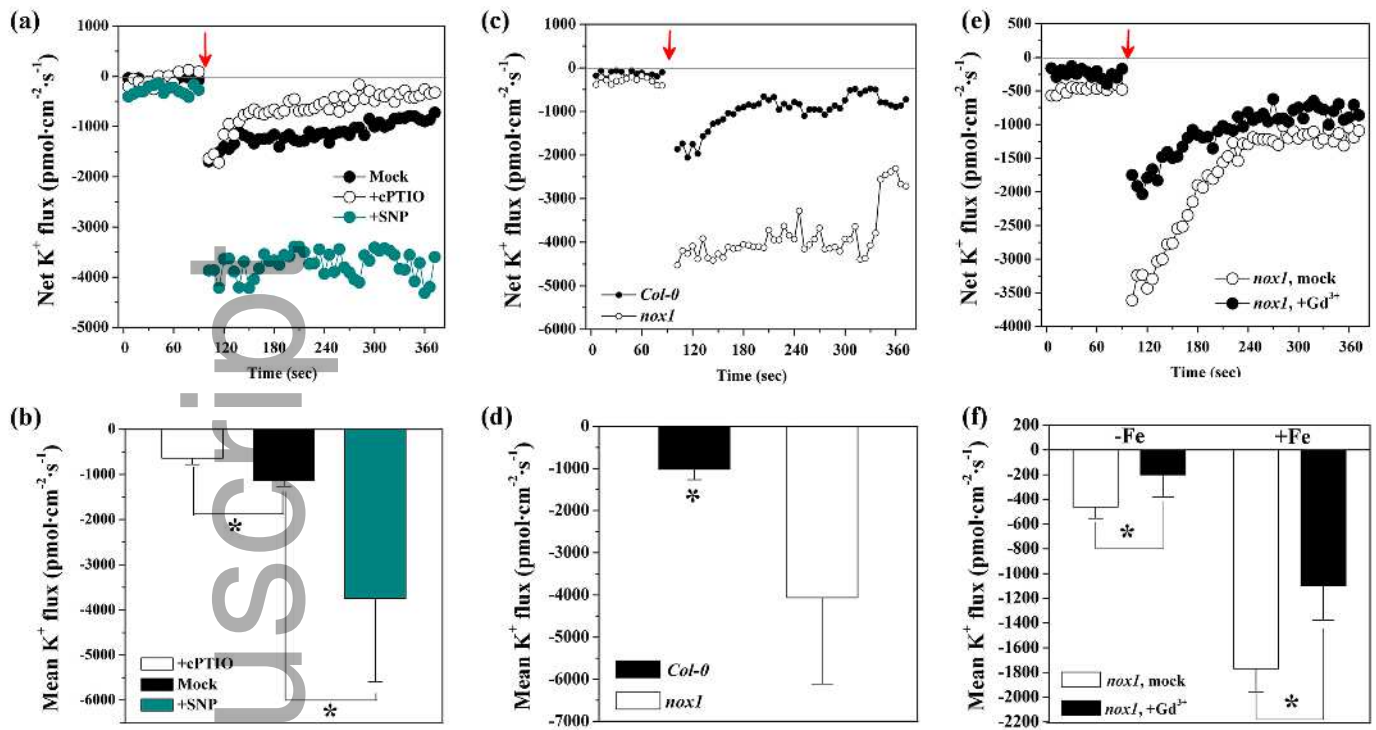 (a)
1000
0
-1000
-2000
-3000
-4000
-5000
Net K⁺ flux (pmol·cm⁻²·s⁻¹)
Mock
+cPTIO
+SNP
0 60 120 180 240 300 360
Time (sec)
(c)
1000
0
-1000
-2000
-3000
-4000
-5000
-6000
Net K⁺ flux (pmol·cm⁻²·s⁻¹)
Col-0
nox1
0 60 120 180 240 300 360
Time (sec)
(e)
500
0
-500
-1000
-1500
-2000
-2500
-3000
-3500
-4000
Net K⁺ flux (pmol·cm⁻²·s⁻¹)
nox1, mock
nox1, +Gd³⁺
0 60 120 180 240 300 360
Time (sec)
(b)
0
-1000
-2000
-3000
-4000
-5000
-6000
Mean K⁺ flux (pmol·cm⁻²·s⁻¹)
*
*
+cPTIO
Mock
+SNP
(d)
0
-1000
-2000
-3000
-4000
-5000
-6000
-7000
Mean K⁺ flux (pmol·cm⁻²·s⁻¹)
*
Col-0
nox1
(f)
200
0
-200
-400
-600
-800
-1000
-1200
-1400
-1600
-1800
-2000
-2200
Mean K⁺ flux (pmol·cm⁻²·s⁻¹)
-Fe +Fe
*
*
nox1, mock
nox1, +Gd³⁺
uscript